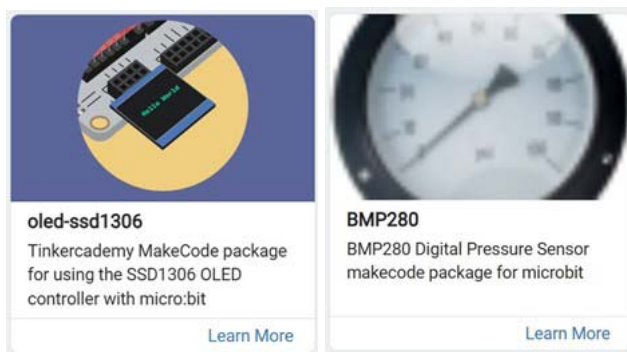 Hello World
oled-ssd1306
Tinkercademy MakeCode package
for using the SSD1306 OLED
controller with micro:bit
Learn More
BMP280
BMP280 Digital Pressure Sensor
makecode package for microbit
Learn More